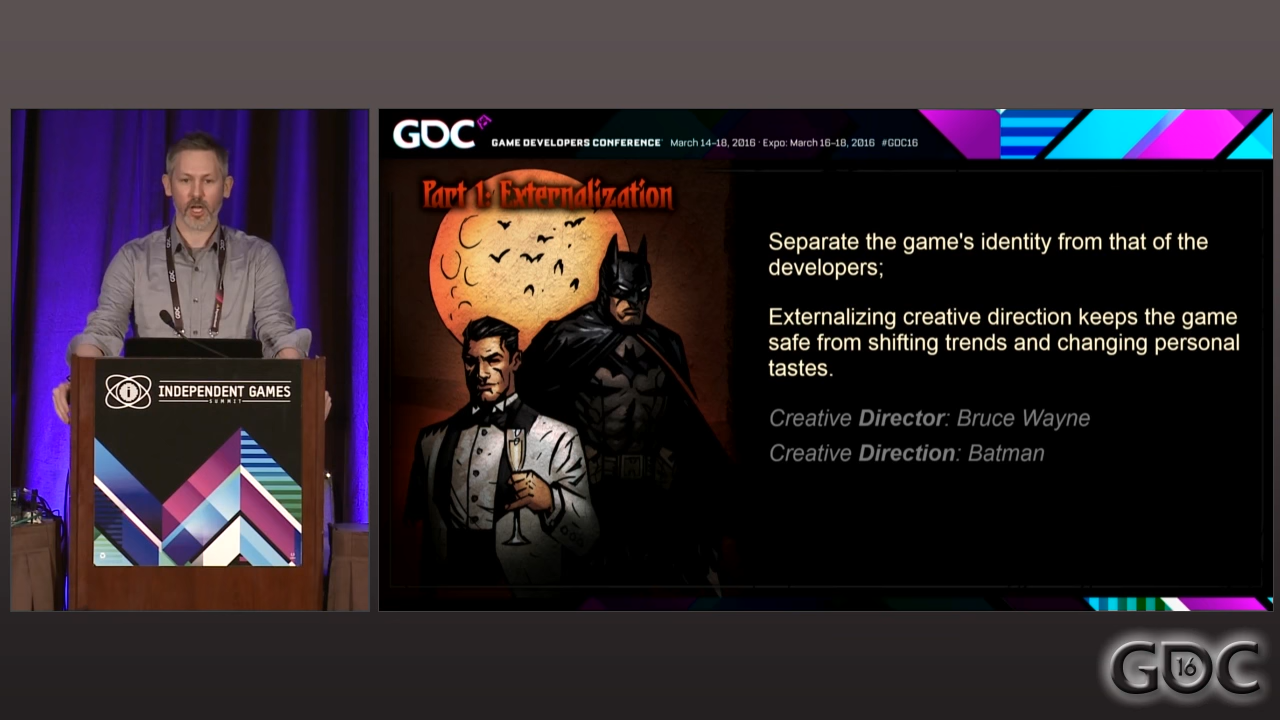 GDC
GAME DEVELOPERS CONFERENCE March 14-18, 2016 · Expo: March 16-18, 2016 #GDC16
Part 1: Externalization
Separate the game's identity from that of the
developers;
Externalizing creative direction keeps the game
safe from shifting trends and changing personal
tastes.
Creative Director: Bruce Wayne
Creative Direction: Batman
INDEPENDENT GAMES
SUMMIT
GDC
16